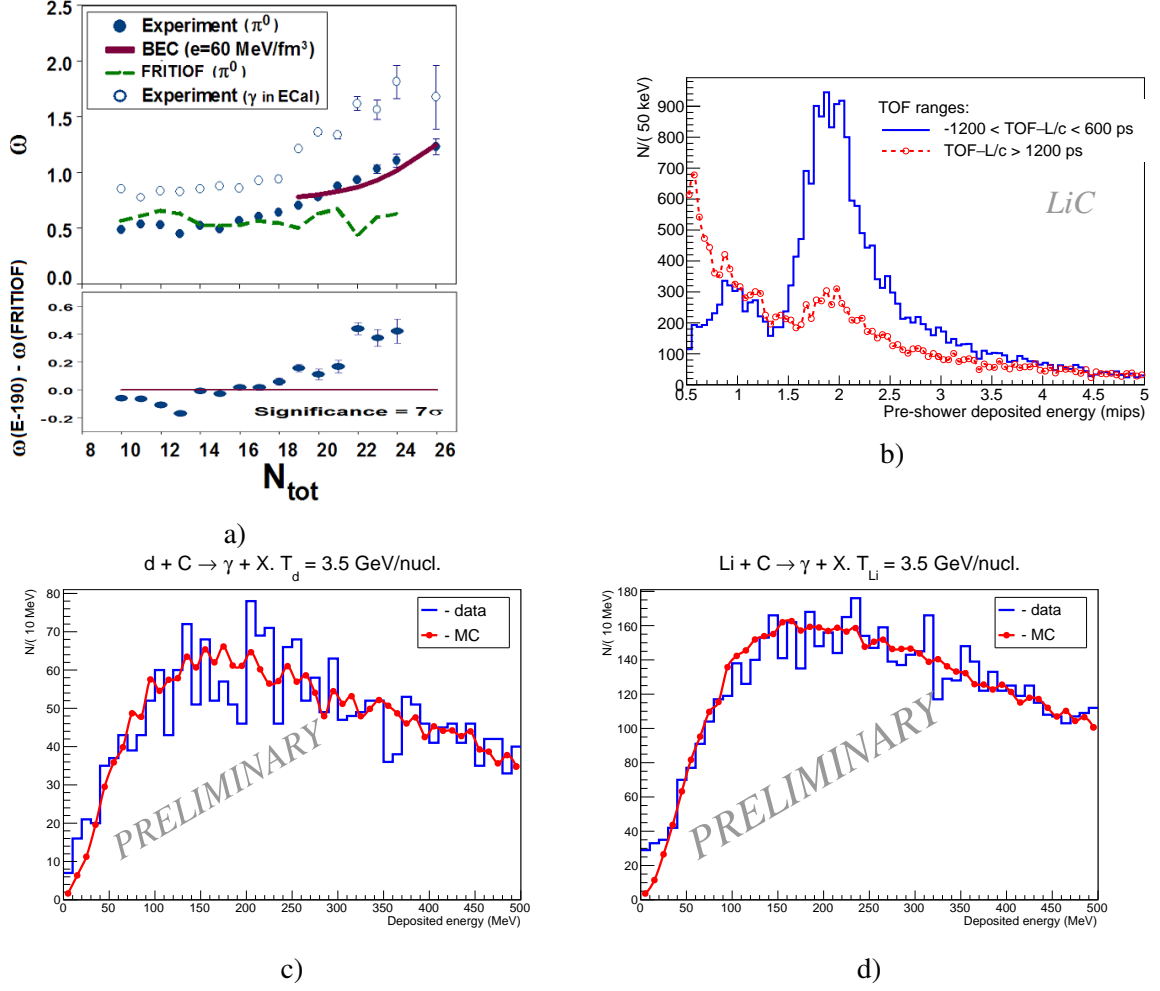 2.5
2.0
1.5
1.0
0.5
0.0
ω
Experiment (π⁰)
BEC (e=60 MeV/fm³)
FRITIOF (π⁰)
Experiment (γ in ECal)
0.6
0.4
0.2
0.0
-0.2
ω(E-190) - ω(FRITIOF)
Significance = 7σ
8 10 12 14 16 18 20 22 24 26
N_tot
a)
N/( 50 keV)
900
800
700
600
500
400
300
200
100
0
TOF ranges:
-1200 < TOF–L/c < 600 ps
TOF–L/c > 1200 ps
LiC
0.5 1 1.5 2 2.5 3 3.5 4 4.5 5
Pre-shower deposited energy (mips)
b)
d + C → γ + X. T_d = 3.5 GeV/nucl.
N/( 10 MeV)
80
70
60
50
40
30
20
10
0
- data
- MC
PRELIMINARY
0 50 100 150 200 250 300 350 400 450 500
Deposited energy (MeV)
c)
Li + C → γ + X. T_Li = 3.5 GeV/nucl.
N/( 10 MeV)
180
160
140
120
100
80
60
40
20
0
- data
- MC
PRELIMINARY
0 50 100 150 200 250 300 350 400 450 500
Deposited energy (MeV)
d)